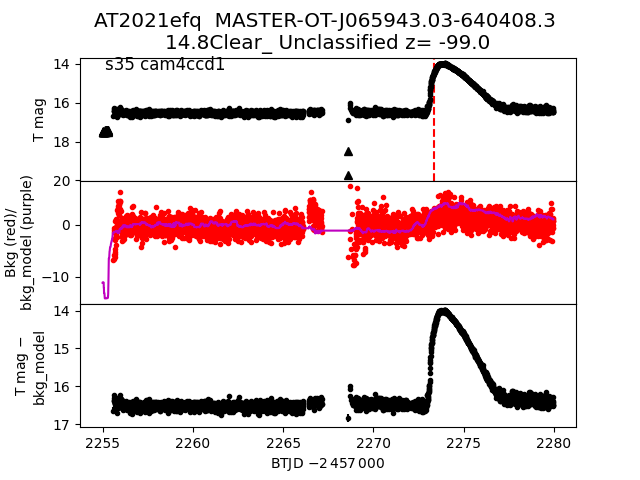 AT2021efq  MASTER-OT-J065943.03-640408.3
14.8Clear_ Unclassified z= -99.0
s35 cam4ccd1
14
16
18
20
T mag
0
−10
Bkg (red)/
bkg_model (purple)
14
15
16
17
T mag −
bkg_model
2255
2260
2265
2270
2275
2280
BTJD −2 457 000